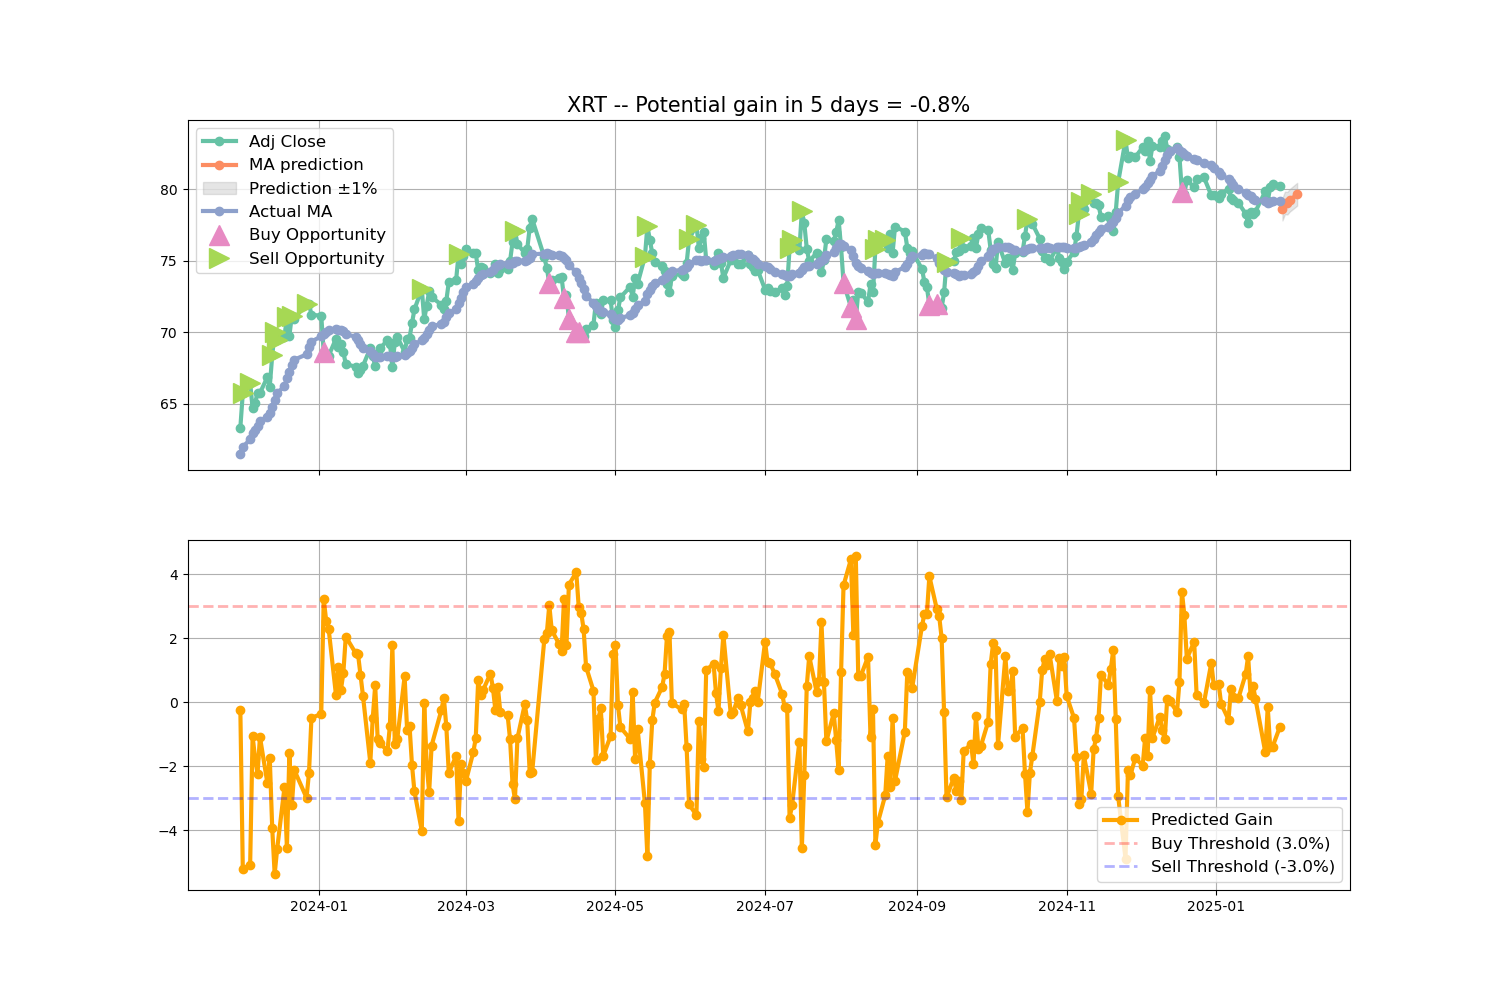 XRT -- Potential gain in 5 days = -0.8%
Adj Close
MA prediction
Prediction ±1%
Actual MA
Buy Opportunity
Sell Opportunity
80
75
70
65
4
2
0
−2
−4
Predicted Gain
Buy Threshold (3.0%)
Sell Threshold (-3.0%)
2024-01 2024-03 2024-05 2024-07 2024-09 2024-11 2025-01